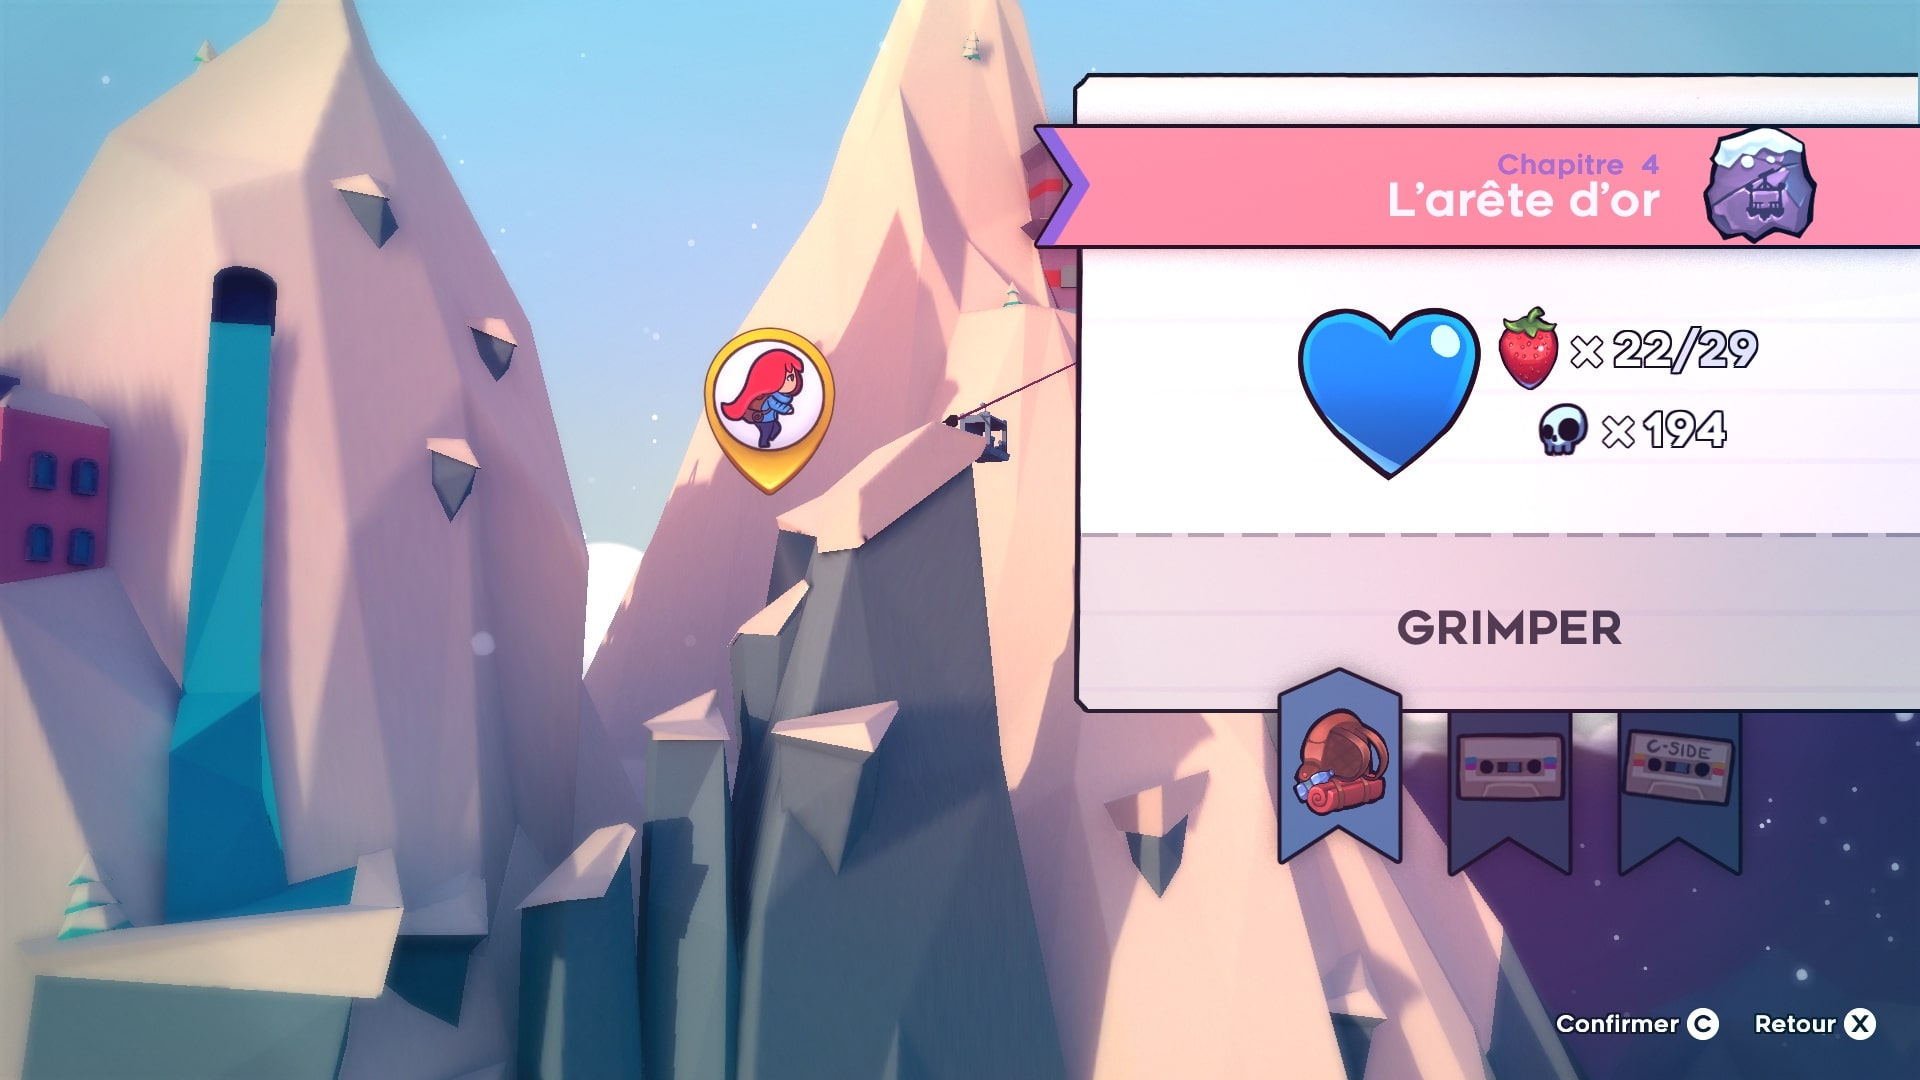 Chapitre 4
L’arête d’or
× 22/29
× 194
GRIMPER
C-SIDE
Confirmer C
Retour X